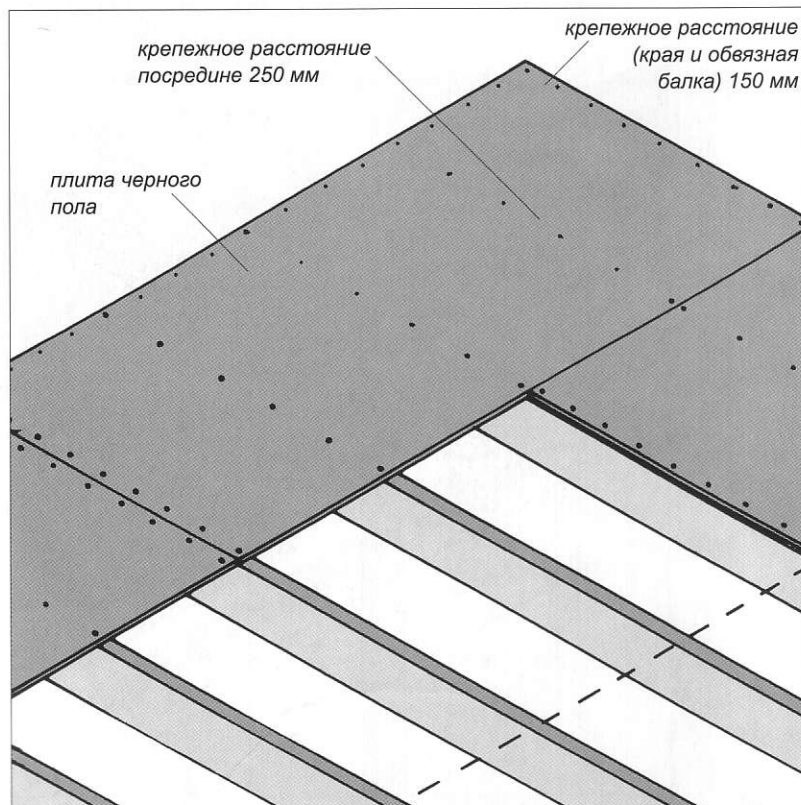 крепежное расстояние
посредине 250 мм
крепежное расстояние
(края и обвязная
балка) 150 мм
плита черного
пола